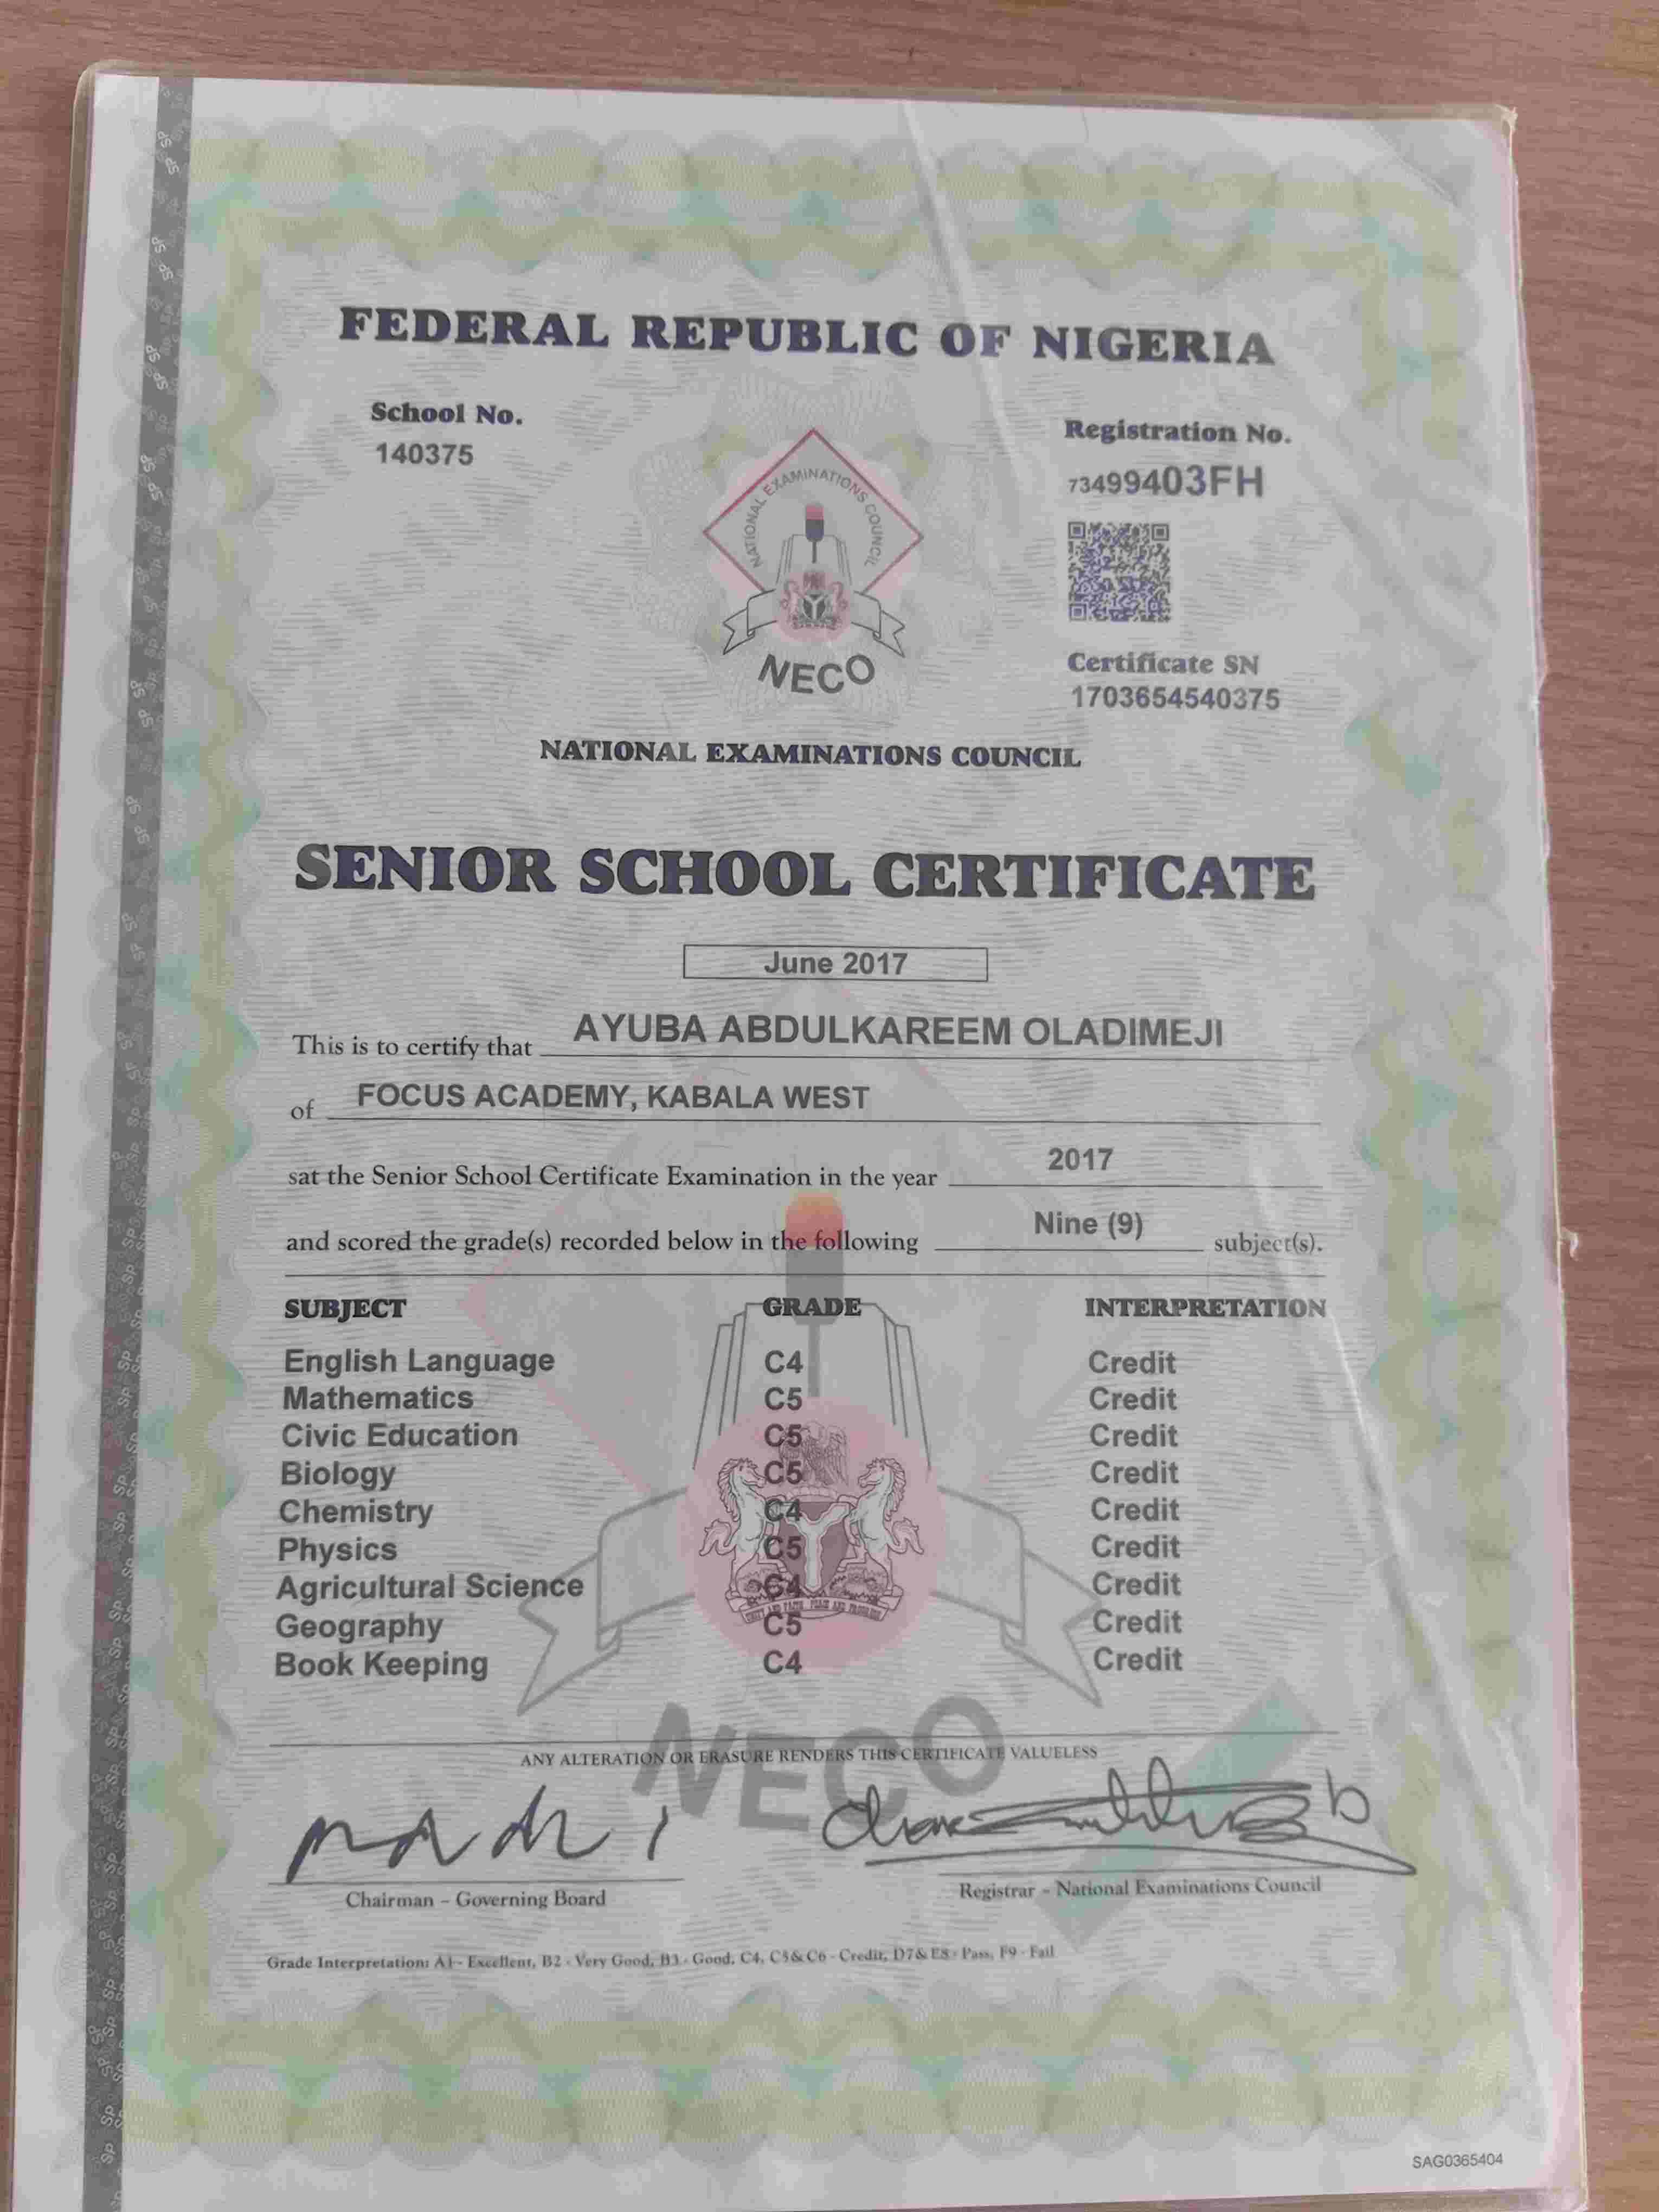 FEDERAL REPUBLIC OF NIGERIA
School No.
140375
Registration No.
73499403FH
NATIONAL EXAMINATIONS COUNCIL
NECO
Certificate SN
1703654540375
NATIONAL EXAMINATIONS COUNCIL
SENIOR SCHOOL CERTIFICATE
June 2017
This is to certify that AYUBA ABDULKAREEM OLADIMEJI
of FOCUS ACADEMY, KABALA WEST
sat the Senior School Certificate Examination in the year 2017
and scored the grade(s) recorded below in the following Nine (9) subject(s).
SUBJECT GRADE INTERPRETATION
English Language C4 Credit
Mathematics C5 Credit
Civic Education C5 Credit
Biology C5 Credit
Chemistry C4 Credit
Physics C5 Credit
Agricultural Science C4 Credit
Geography C5 Credit
Book Keeping C4 Credit
NECO
ANY ALTERATION OR ERASURE RENDERS THIS CERTIFICATE VALUELESS
Chairman – Governing Board
Registrar – National Examinations Council
Grade Interpretation: A1 - Excellent, B2 - Very Good, B3 - Good, C4, C5 & C6 - Credit, D7 & E8 - Pass, F9 - Fail
SAG0365404